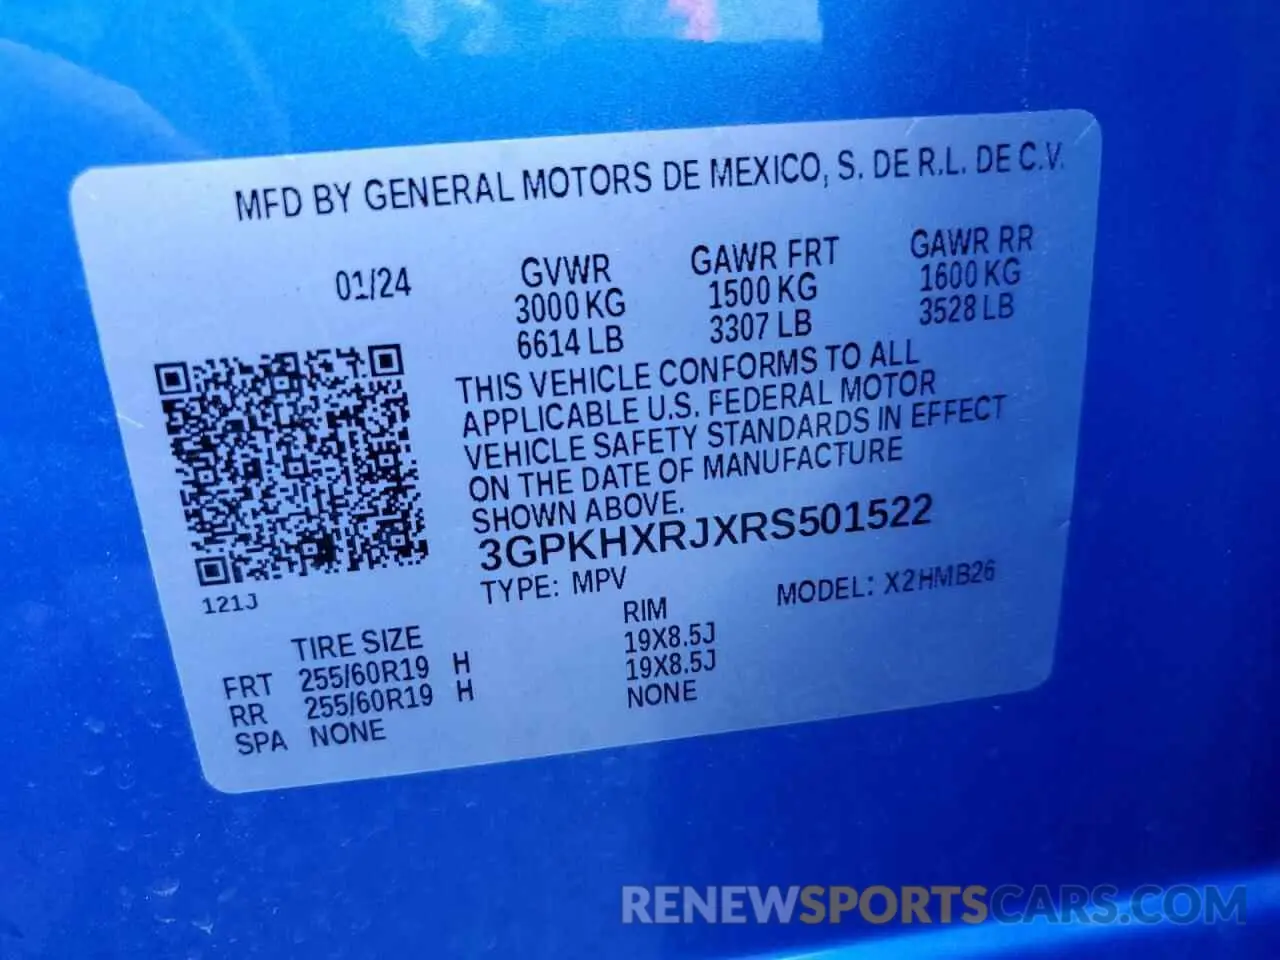 MFD BY GENERAL MOTORS DE MEXICO, S. DE R.L. DE C.V.
01/24 GVWR GAWR FRT GAWR RR
3000 KG 1500 KG 1600 KG
6614 LB 3307 LB 3528 LB
THIS VEHICLE CONFORMS TO ALL
APPLICABLE U.S. FEDERAL MOTOR
VEHICLE SAFETY STANDARDS IN EFFECT
ON THE DATE OF MANUFACTURE
SHOWN ABOVE.
3GPKHXRJXRS501522
TYPE: MPV MODEL: X2HMB26
121J
TIRE SIZE RIM
FRT 255/60R19 H 19X8.5J
RR 255/60R19 H 19X8.5J
SPA NONE NONE
RENEWSPORTSCARS.COM